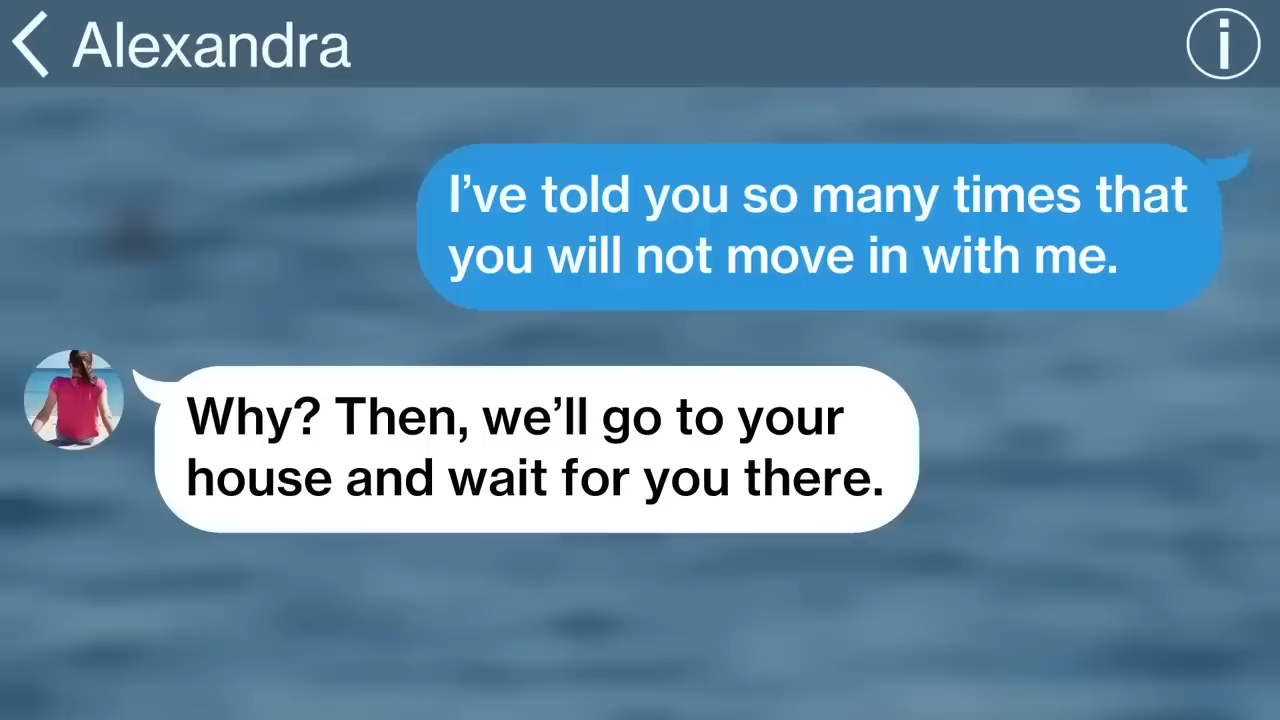 Alexandra
I’ve told you so many times that
you will not move in with me.
Why? Then, we’ll go to your
house and wait for you there.